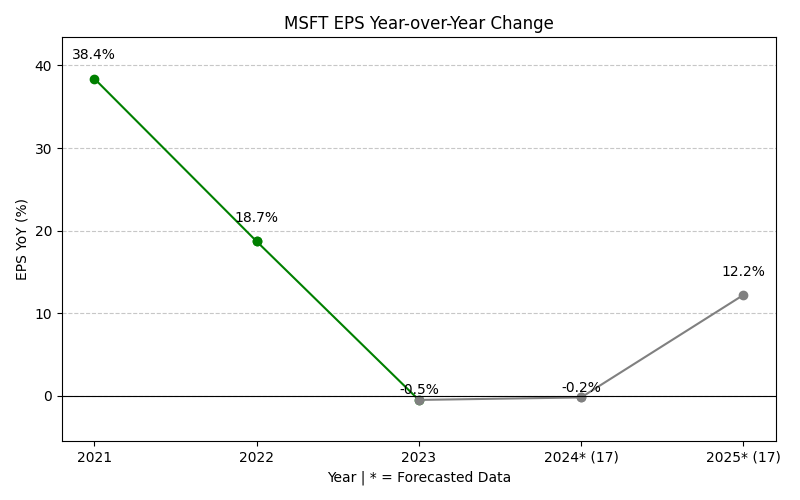 MSFT EPS Year-over-Year Change
38.4%
18.7%
-0.5%
-0.2%
12.2%
EPS YoY (%)
40
30
20
10
0
2021 2022 2023 2024* (17) 2025* (17)
Year | * = Forecasted Data